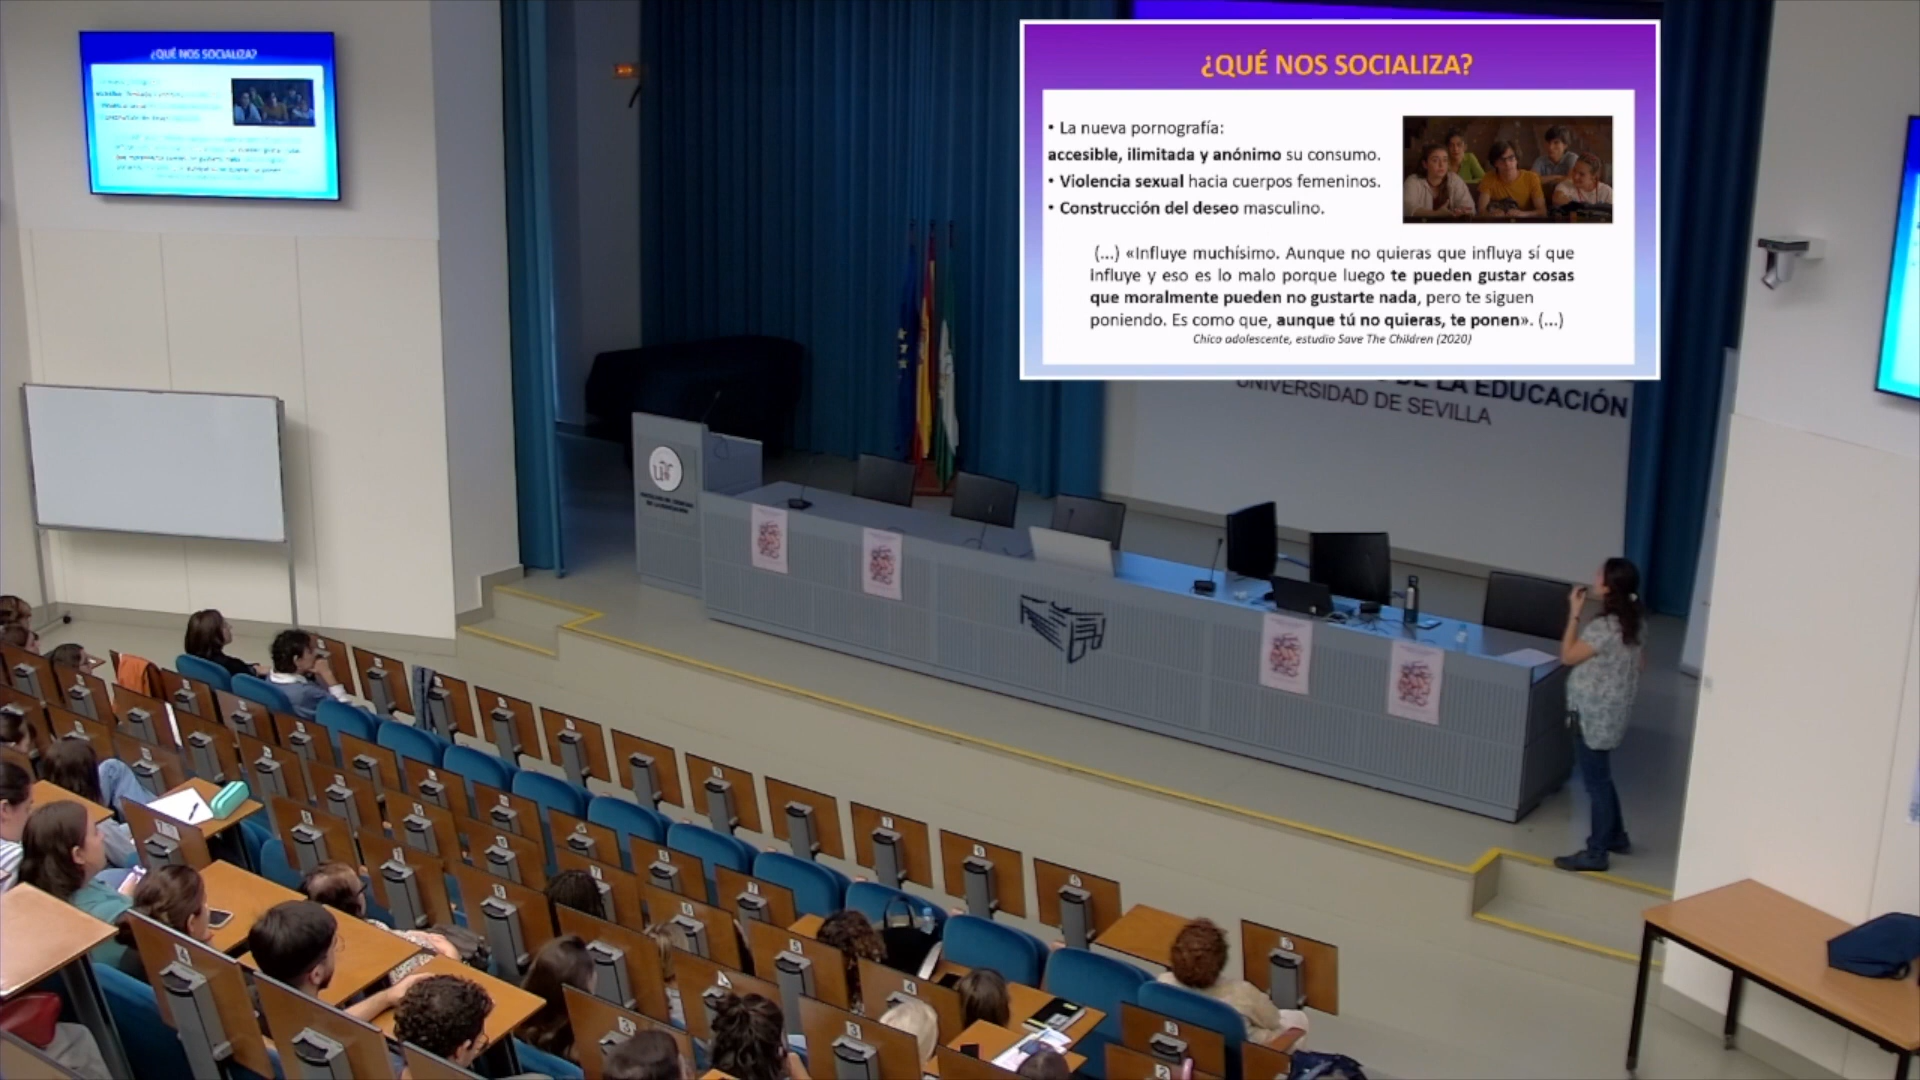 ¿QUÉ NOS SOCIALIZA?
¿QUÉ NOS SOCIALIZA?
• La nueva pornografía:
accesible, ilimitada y anónimo su consumo.
• Violencia sexual hacia cuerpos femeninos.
• Construcción del deseo masculino.
(...) «Influye muchísimo. Aunque no quieras que influya sí que
influye y eso es lo malo porque luego te pueden gustar cosas
que moralmente pueden no gustarte nada, pero te siguen
poniendo. Es como que, aunque tú no quieras, te ponen». (...)
Chico adolescente, estudio Save The Children (2020)
DE LA EDUCACIÓN
UNIVERSIDAD DE SEVILLA